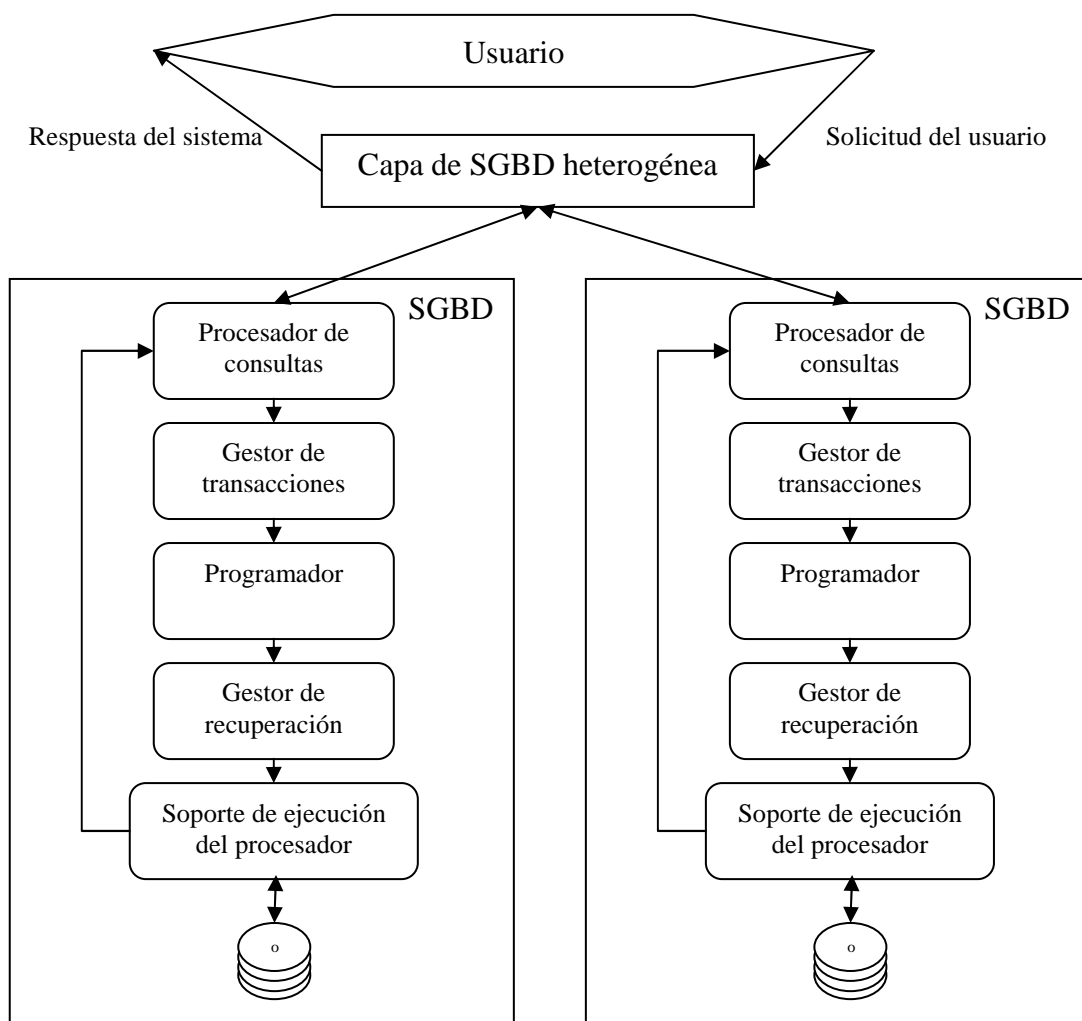 Usuario
Respuesta del sistema
Solicitud del usuario
Capa de SGBD heterogénea
SGBD
Procesador de
consultas
Gestor de
transacciones
Programador
Gestor de
recuperación
Soporte de ejecución
del procesador
o
SGBD
Procesador de
consultas
Gestor de
transacciones
Programador
Gestor de
recuperación
Soporte de ejecución
del procesador
o